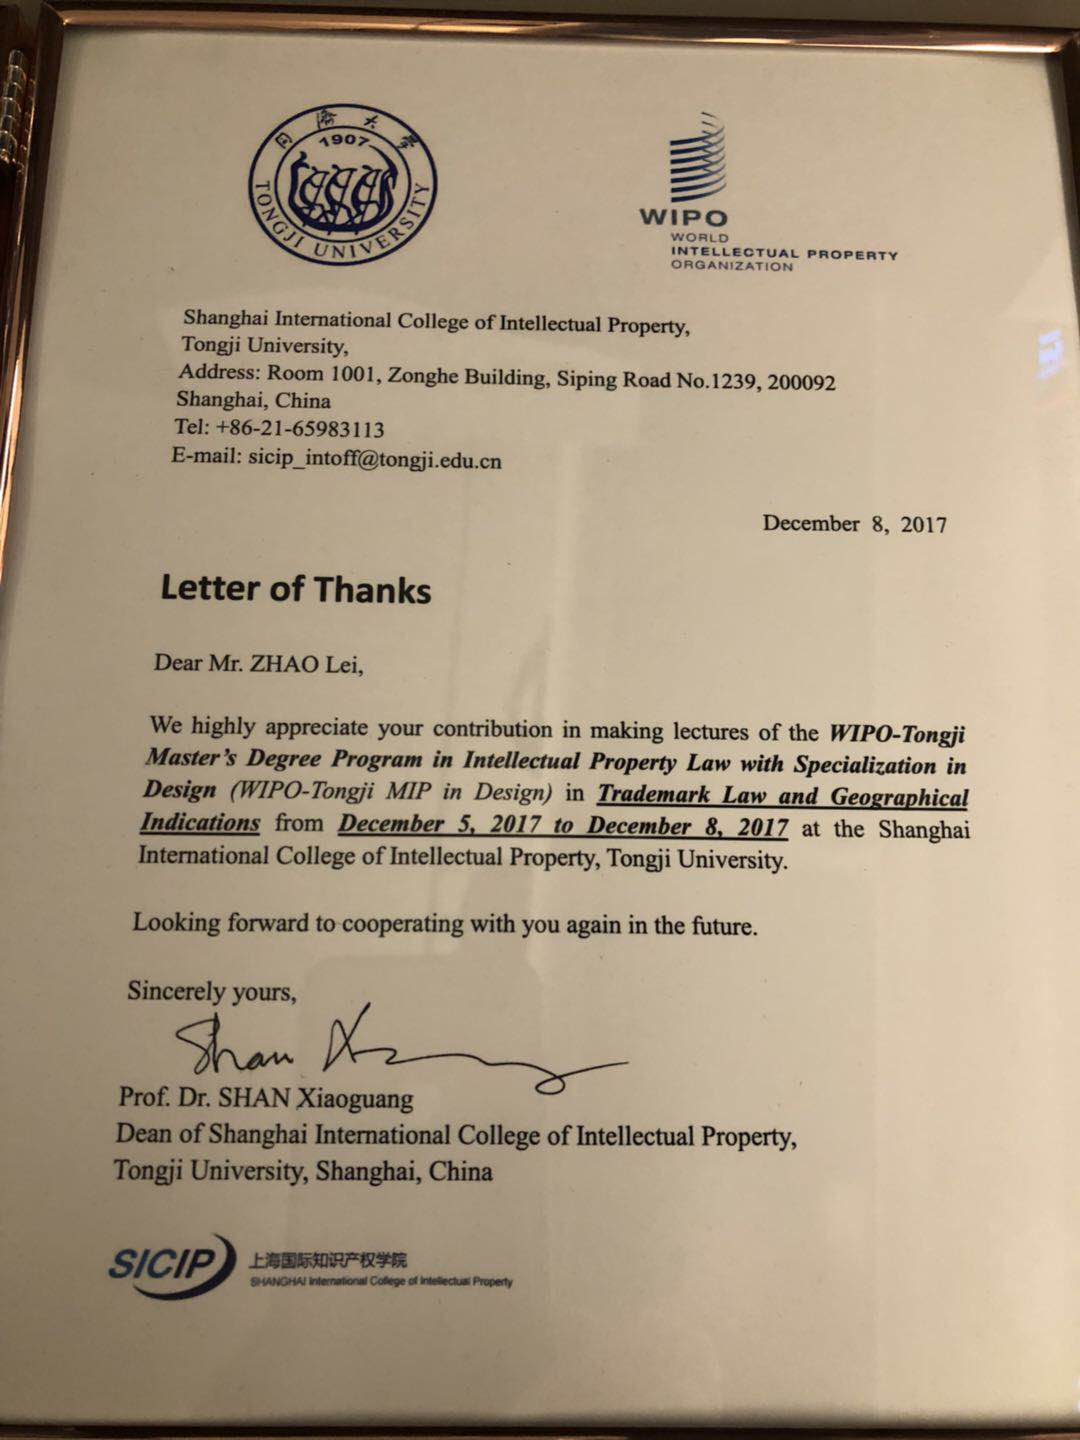 同濟大學
1907
TONGJI UNIVERSITY
WIPO
WORLD
INTELLECTUAL PROPERTY
ORGANIZATION
Shanghai International College of Intellectual Property,
Tongji University,
Address: Room 1001, Zonghe Building, Siping Road No.1239, 200092
Shanghai, China
Tel: +86-21-65983113
E-mail: sicip_intoff@tongji.edu.cn
December 8, 2017
Letter of Thanks
Dear Mr. ZHAO Lei,
We highly appreciate your contribution in making lectures of the WIPO-Tongji
Master's Degree Program in Intellectual Property Law with Specialization in
Design (WIPO-Tongji MIP in Design) in Trademark Law and Geographical
Indications from December 5, 2017 to December 8, 2017 at the Shanghai
International College of Intellectual Property, Tongji University.
Looking forward to cooperating with you again in the future.
Sincerely yours,
Shan
Prof. Dr. SHAN Xiaoguang
Dean of Shanghai International College of Intellectual Property,
Tongji University, Shanghai, China
SICIP 上海国际知识产权学院
SHANGHAI International College of Intellectual Property